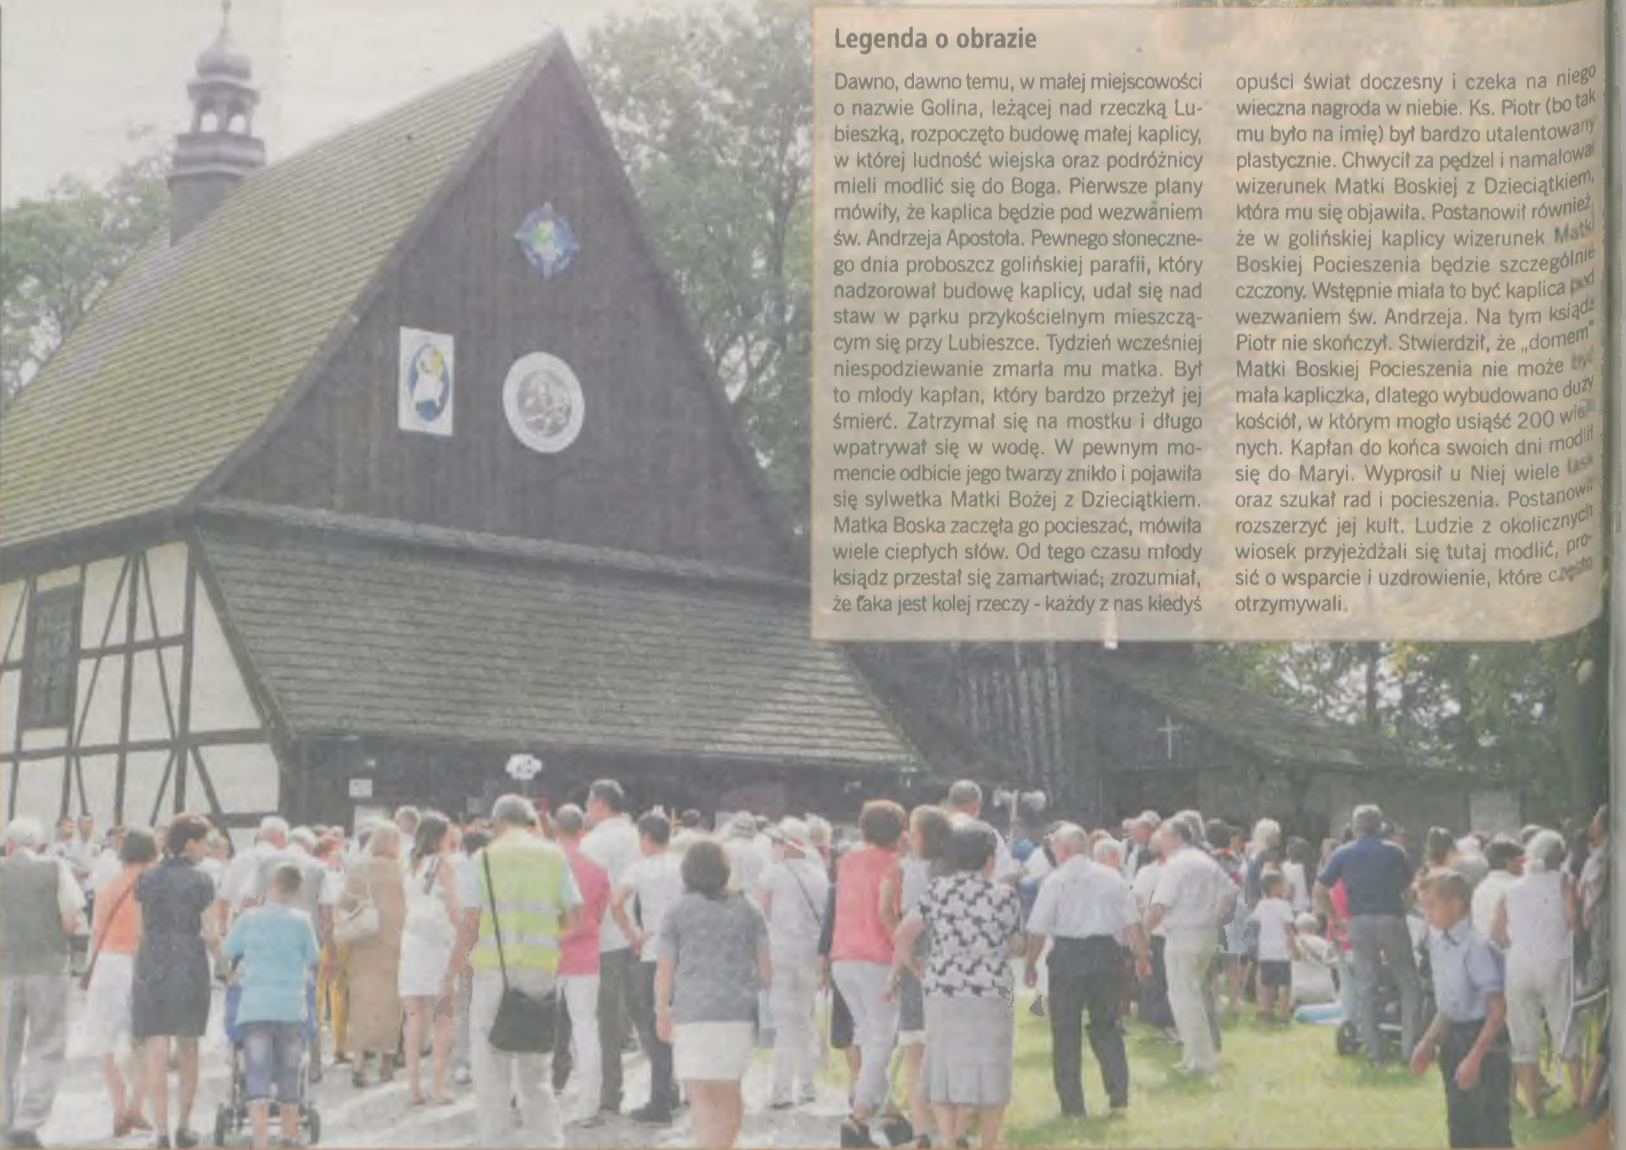 Legenda o obrazie
Dawno, dawno temu, w małej miejscowości
o nazwie Golina, leżącej nad rzeczką Lu-
bieszką, rozpoczęto budowę małej kaplicy,
w której ludność wiejska oraz podróżnicy
mieli modlić się do Boga. Pierwsze plany
mówiły, że kaplica będzie pod wezwaniem
św. Andrzeja Apostoła. Pewnego słoneczne-
go dnia proboszcz golińskiej parafii, który
nadzorował budowę kaplicy, udał się nad
staw w parku przykościelnym mieszczą-
cym się przy Lubieszce. Tydzień wcześniej
niespodziewanie zmarła mu matka. Był
to młody kapłan, który bardzo przeżył jej
śmierć. Zatrzymał się na mostku i długo
wpatrywał się w wodę. W pewnym mo-
mencie odbicie jego twarzy znikło i pojawiła
się sylwetka Matki Bożej z Dzieciątkiem.
Matka Boska zaczęła go pocieszać, mówiła
wiele ciepłych słów. Od tego czasu młody
ksiądz przestał się zamartwiać; zrozumiał,
że taka jest kolej rzeczy - każdy z nas kiedyś
opuści świat doczesny i czeka na niego
wieczna nagroda w niebie. Ks. Piotr (bo tak
mu było na imię) był bardzo utalentowany
plastycznie. Chwycił za pędzel i namalował
wizerunek Matki Boskiej z Dzieciątkiem,
która mu się objawiła. Postanowił również,
że w golińskiej kaplicy wizerunek Matki
Boskiej Pocieszenia będzie szczególnie
czczony. Wstępnie miała to być kaplica pod
wezwaniem św. Andrzeja. Na tym ksiądz
Piotr nie skończył. Stwierdził, że „domem”
Matki Boskiej Pocieszenia nie może być
mała kapliczka, dlatego wybudowano duży
kościół, w którym mogło usiąść 200 wier-
nych. Kapłan do końca swoich dni modlił
się do Maryi. Wyprosił u Niej wiele łask
oraz szukał rad i pocieszenia. Postanowił
rozszerzyć jej kult. Ludzie z okolicznych
wiosek przyjeżdżali się tutaj modlić, pro-
sić o wsparcie i uzdrowienie, które często
otrzymywali.